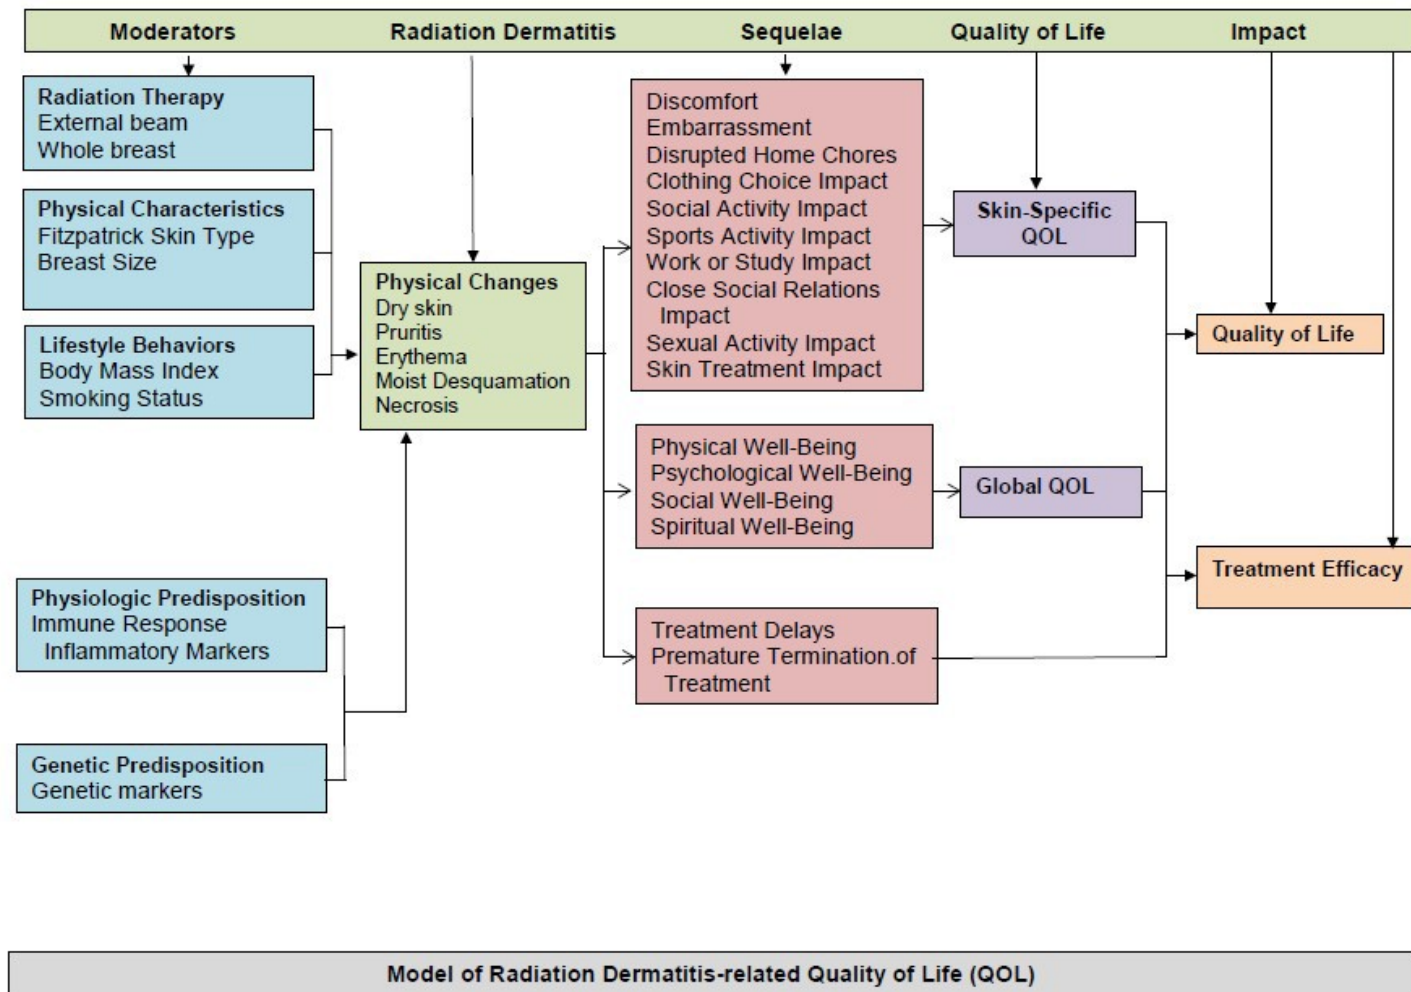 Moderators Radiation Dermatitis Sequelae Quality of Life Impact
Radiation Therapy
External beam
Whole breast
Physical Characteristics
Fitzpatrick Skin Type
Breast Size
Lifestyle Behaviors
Body Mass Index
Smoking Status
Physiologic Predisposition
Immune Response
Inflammatory Markers
Genetic Predisposition
Genetic markers
Physical Changes
Dry skin
Pruritis
Erythema
Moist Desquamation
Necrosis
Discomfort
Embarrassment
Disrupted Home Chores
Clothing Choice Impact
Social Activity Impact
Sports Activity Impact
Work or Study Impact
Close Social Relations
Impact
Sexual Activity Impact
Skin Treatment Impact
Physical Well-Being
Psychological Well-Being
Social Well-Being
Spiritual Well-Being
Treatment Delays
Premature Termination.of
Treatment
Skin-Specific
QOL
Global QOL
Quality of Life
Treatment Efficacy
Model of Radiation Dermatitis-related Quality of Life (QOL)